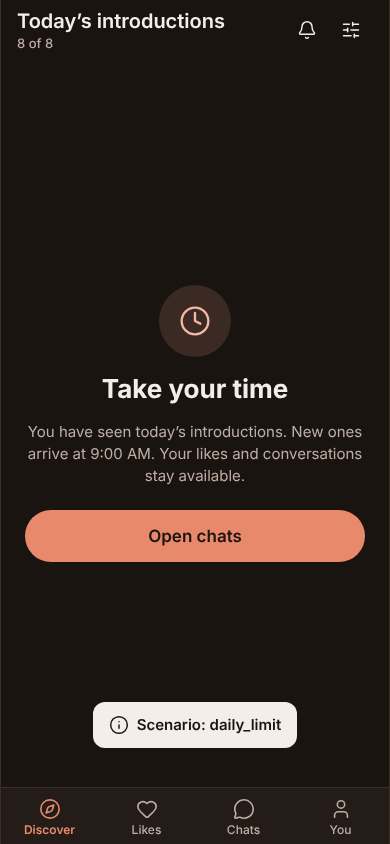 Today’s introductions
8 of 8
Take your time
You have seen today’s introductions. New ones
arrive at 9:00 AM. Your likes and conversations
stay available.
Open chats
Scenario: daily_limit
Discover
Likes
Chats
You